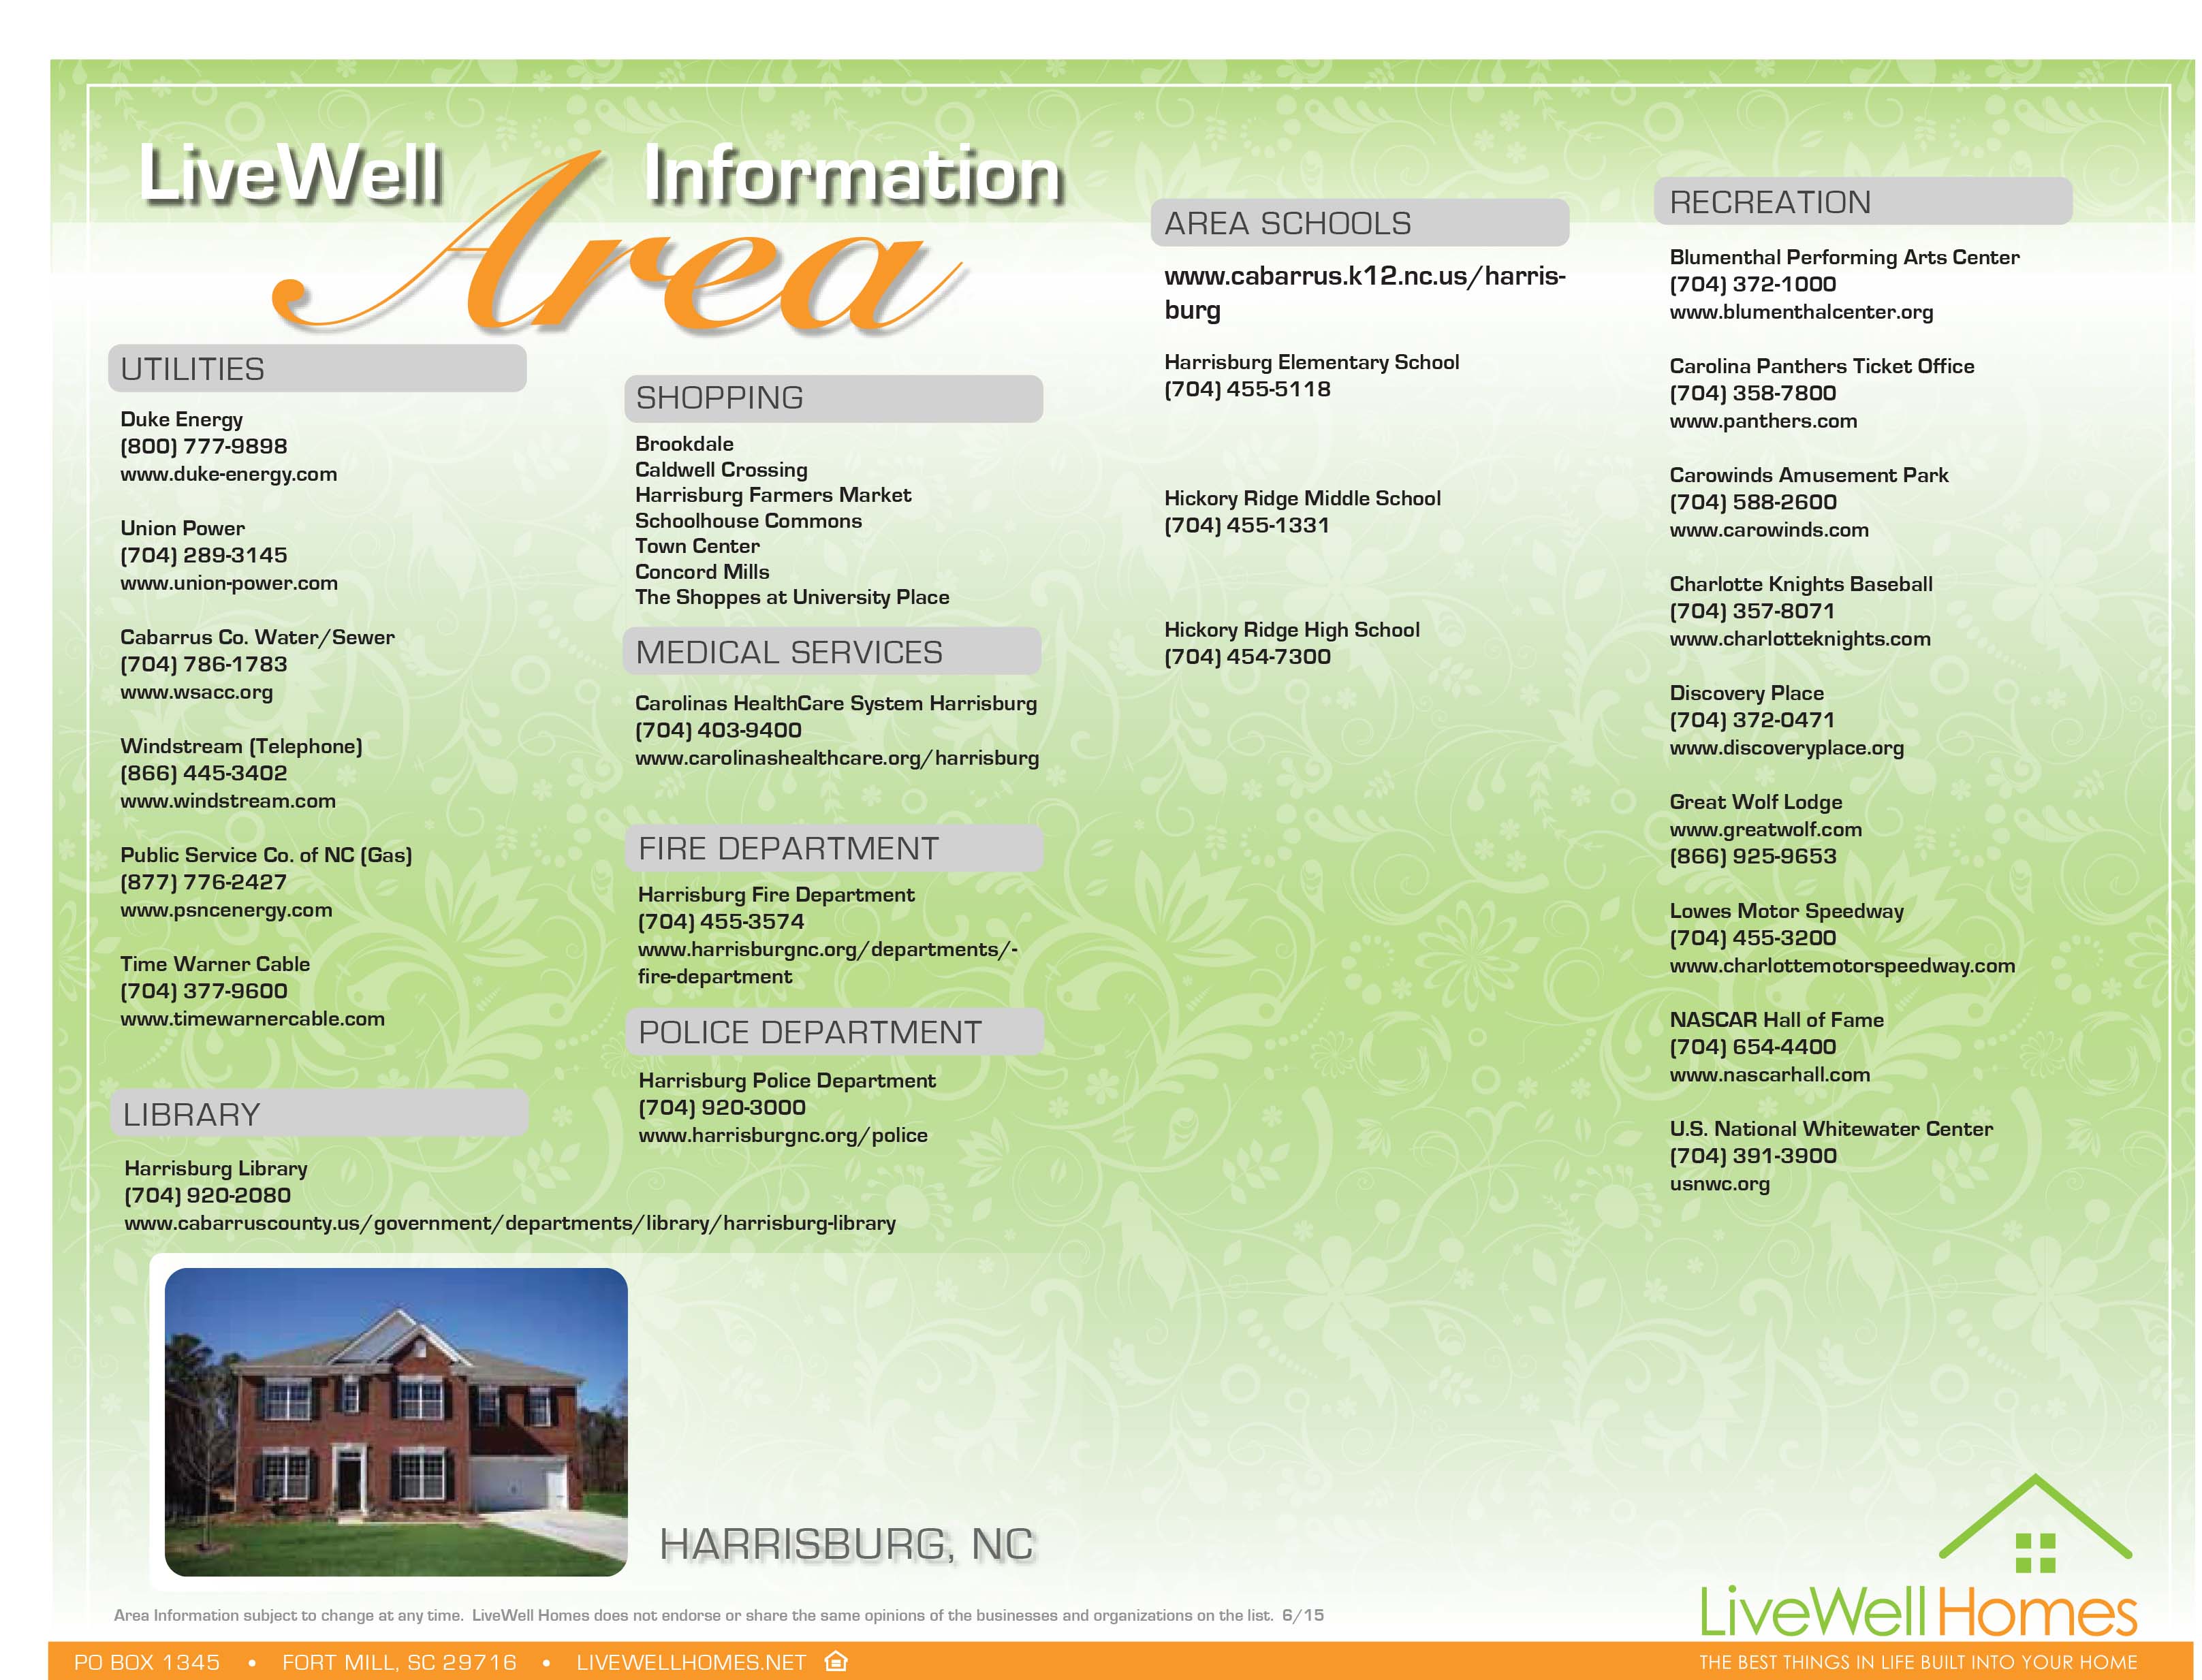 LiveWell Area Information
UTILITIES
Duke Energy
(800) 777-9898
www.duke-energy.com
Union Power
(704) 289-3145
www.union-power.com
Cabarrus Co. Water/Sewer
(704) 786-1783
www.wsacc.org
Windstream (Telephone)
(866) 445-3402
www.windstream.com
Public Service Co. of NC (Gas)
(877) 776-2427
www.psncenergy.com
Time Warner Cable
(704) 377-9600
www.timewarnercable.com
LIBRARY
Harrisburg Library
(704) 920-2080
www.cabarruscounty.us/government/departments/library/harrisburg-library
SHOPPING
Brookdale
Caldwell Crossing
Harrisburg Farmers Market
Schoolhouse Commons
Town Center
Concord Mills
The Shoppes at University Place
MEDICAL SERVICES
Carolinas HealthCare System Harrisburg
(704) 403-9400
www.carolinashealthcare.org/harrisburg
FIRE DEPARTMENT
Harrisburg Fire Department
(704) 455-3574
www.harrisburgnc.org/departments/-
fire-department
POLICE DEPARTMENT
Harrisburg Police Department
(704) 920-3000
www.harrisburgnc.org/police
AREA SCHOOLS
www.cabarrus.k12.nc.us/harris-
burg
Harrisburg Elementary School
(704) 455-5118
Hickory Ridge Middle School
(704) 455-1331
Hickory Ridge High School
(704) 454-7300
RECREATION
Blumenthal Performing Arts Center
(704) 372-1000
www.blumenthalcenter.org
Carolina Panthers Ticket Office
(704) 358-7800
www.panthers.com
Carowinds Amusement Park
(704) 588-2600
www.carowinds.com
Charlotte Knights Baseball
(704) 357-8071
www.charlotteknights.com
Discovery Place
(704) 372-0471
www.discoveryplace.org
Great Wolf Lodge
www.greatwolf.com
(866) 925-9653
Lowes Motor Speedway
(704) 455-3200
www.charlottemotorspeedway.com
NASCAR Hall of Fame
(704) 654-4400
www.nascarhall.com
U.S. National Whitewater Center
(704) 391-3900
usnwc.org
HARRISBURG, NC
Area Information subject to change at any time. LiveWell Homes does not endorse or share the same opinions of the businesses and organizations on the list. 6/15
LiveWell Homes
PO BOX 1345 • FORT MILL, SC 29716 • LIVEWELLHOMES.NET
THE BEST THINGS IN LIFE BUILT INTO YOUR HOME